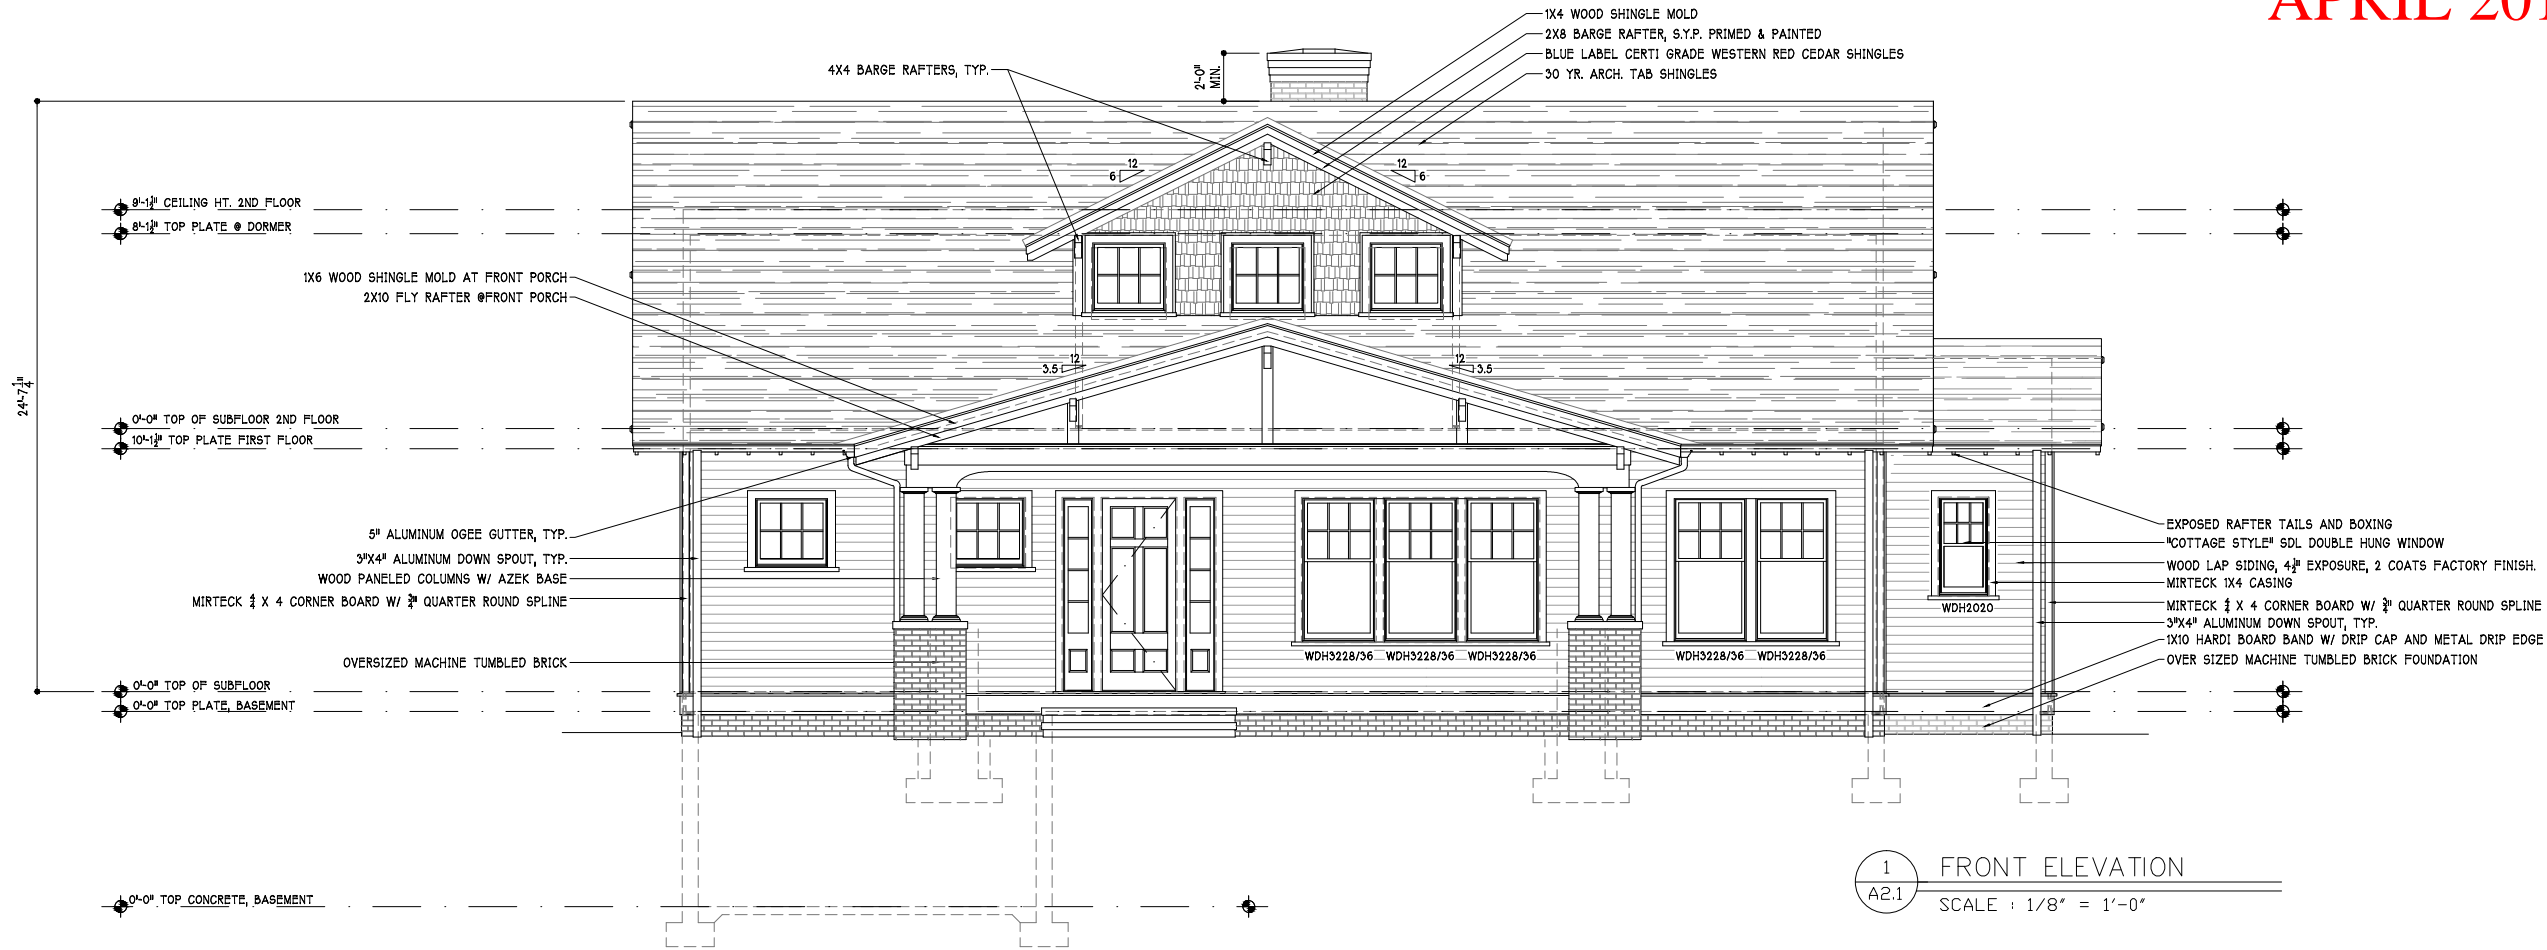 APRIL 201
1X4 WOOD SHINGLE MOLD
2X8 BARGE RAFTER, S.Y.P. PRIMED & PAINTED
BLUE LABEL CERTI GRADE WESTERN RED CEDAR SHINGLES
30 YR. ARCH. TAB SHINGLES
4X4 BARGE RAFTERS, TYP.
2'-0"
MIN.
12
6
12
6
9'-1½" CEILING HT. 2ND FLOOR
8'-1½" TOP PLATE @ DORMER
1X6 WOOD SHINGLE MOLD AT FRONT PORCH
2X10 FLY RAFTER @FRONT PORCH
12
3.5
12
3.5
24'-7¼"
0'-0" TOP OF SUBFLOOR 2ND FLOOR
10'-1½" TOP PLATE FIRST FLOOR
5" ALUMINUM OGEE GUTTER, TYP.
3"X4" ALUMINUM DOWN SPOUT, TYP.
WOOD PANELED COLUMNS W/ AZEK BASE
MIRTECK 5/4 X 4 CORNER BOARD W/ ¾" QUARTER ROUND SPLINE
OVERSIZED MACHINE TUMBLED BRICK
EXPOSED RAFTER TAILS AND BOXING
"COTTAGE STYLE" SDL DOUBLE HUNG WINDOW
WOOD LAP SIDING, 4½" EXPOSURE, 2 COATS FACTORY FINISH.
MIRTECK 1X4 CASING
MIRTECK 5/4 X 4 CORNER BOARD W/ ¾" QUARTER ROUND SPLINE
3"X4" ALUMINUM DOWN SPOUT, TYP.
1X10 HARDI BOARD BAND W/ DRIP CAP AND METAL DRIP EDGE
OVER SIZED MACHINE TUMBLED BRICK FOUNDATION
WDH2020
WDH3228/36 WDH3228/36 WDH3228/36
WDH3228/36 WDH3228/36
0'-0" TOP OF SUBFLOOR
0'-0" TOP PLATE, BASEMENT
0'-0" TOP CONCRETE, BASEMENT
1
A2.1
FRONT ELEVATION
SCALE : 1/8" = 1'-0"